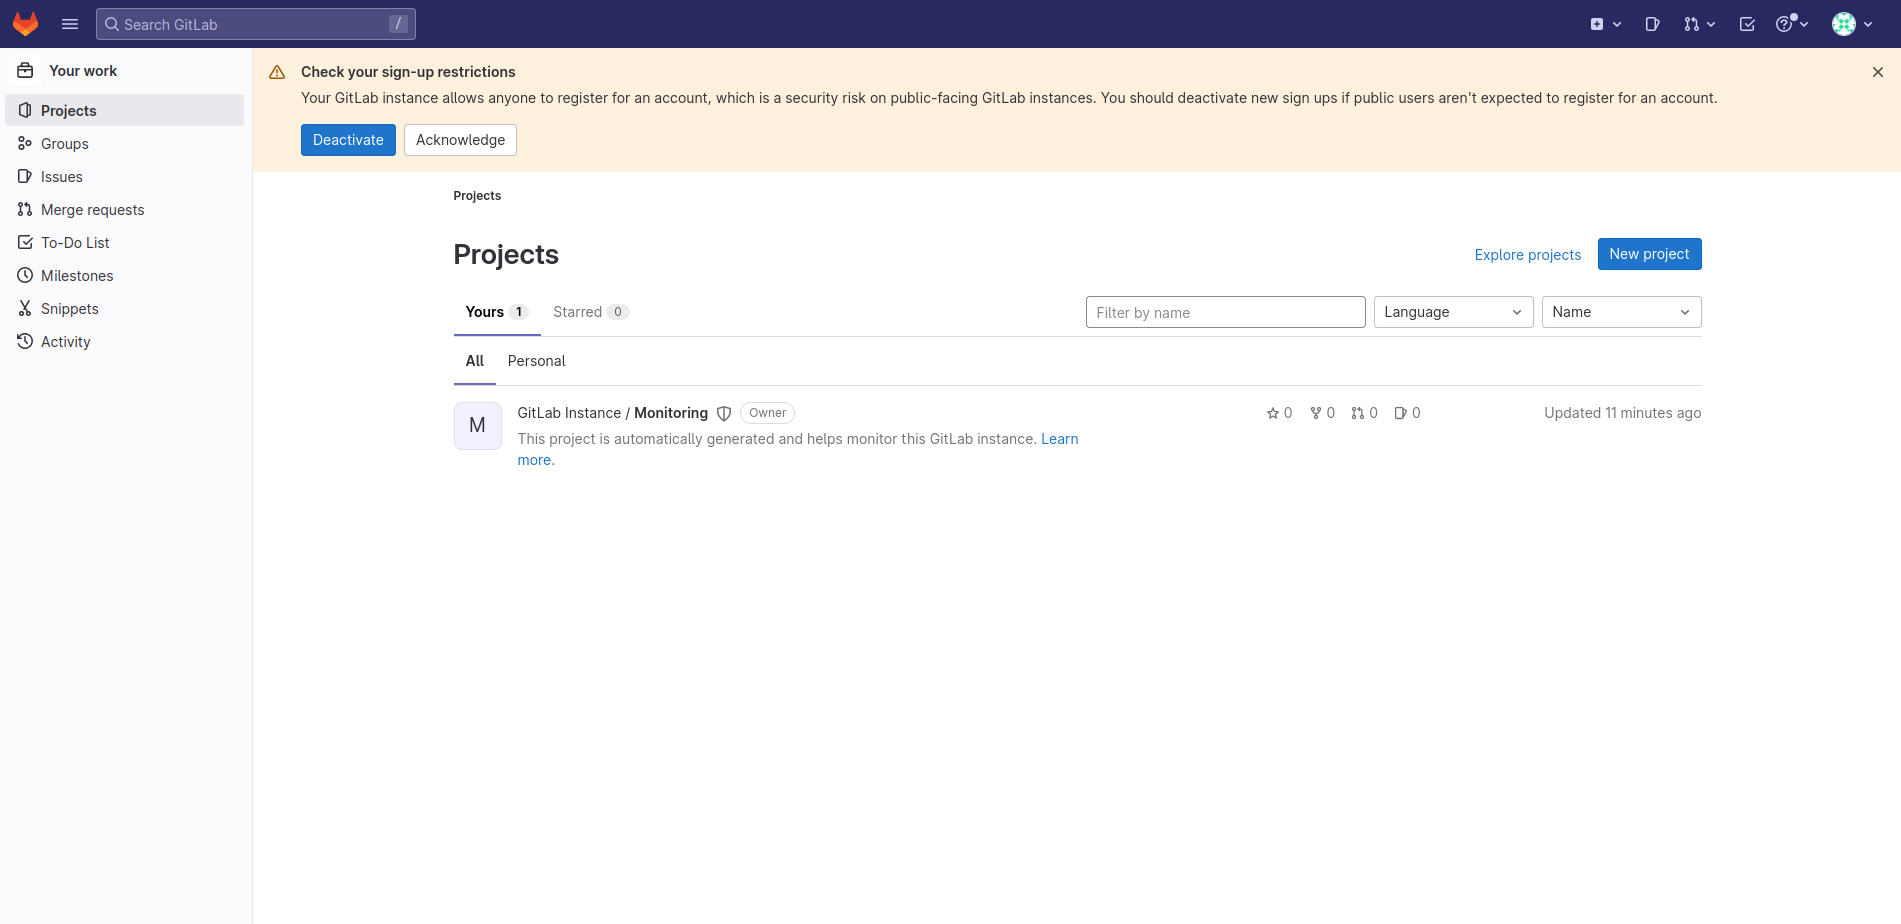 Search GitLab /
Your work
Projects
Groups
Issues
Merge requests
To-Do List
Milestones
Snippets
Activity
Check your sign-up restrictions
Your GitLab instance allows anyone to register for an account, which is a security risk on public-facing GitLab instances. You should deactivate new sign ups if public users aren't expected to register for an account.
Deactivate Acknowledge
Projects
Projects
Explore projects New project
Yours 1 Starred 0 Filter by name Language Name
All Personal
M GitLab Instance / Monitoring Owner 0 0 0 0 Updated 11 minutes ago
This project is automatically generated and helps monitor this GitLab instance. Learn
more.